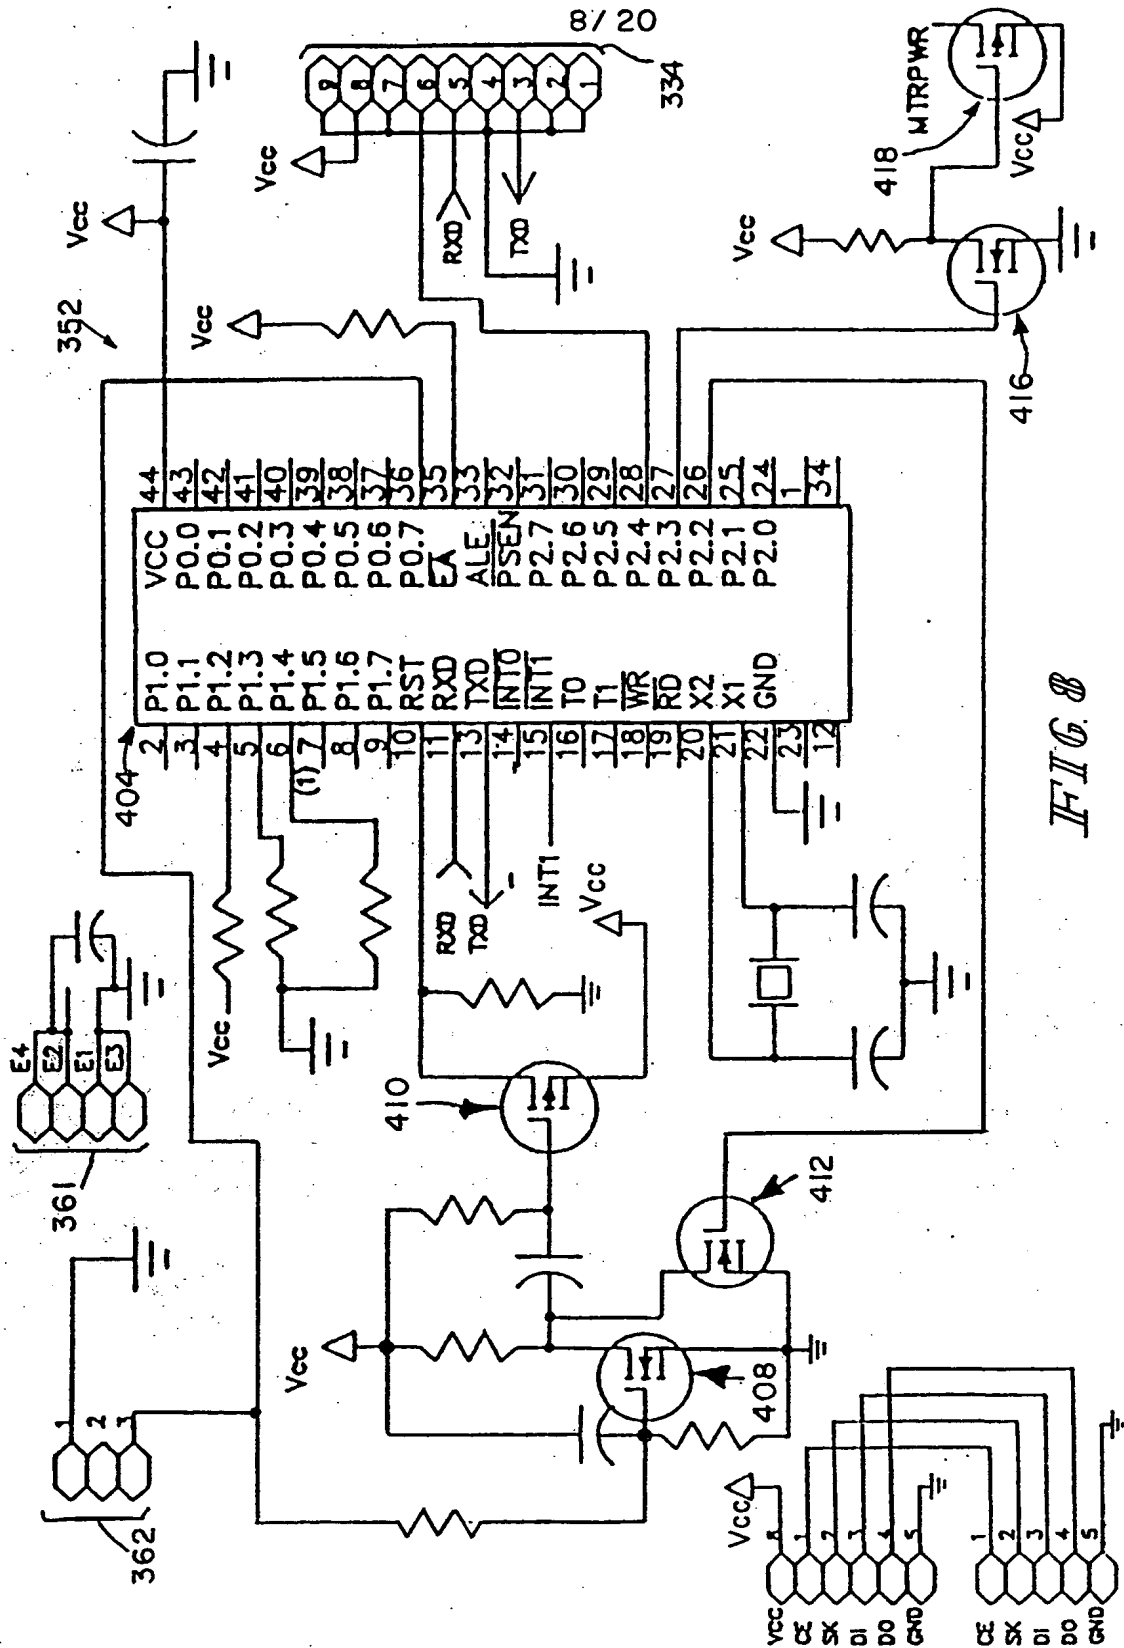 8/20
334
Vcc
Vcc
352
Vcc
9
8
7
6
5
4
3
2
1
RXD
TXD
Vcc
MTRPWR
418
Vcc
416
404
44
43
42
41
40
39
38
37
36
35
33
32
31
30
29
28
27
26
25
24
1
34
VCC
P0.0
P0.1
P0.2
P0.3
P0.4
P0.5
P0.6
P0.7
EA
ALE
PSEN
P2.7
P2.6
P2.5
P2.4
P2.3
P2.2
P2.1
P2.0
P1.0
P1.1
P1.2
P1.3
P1.4
P1.5
P1.6
P1.7
RST
RXD
TXD
INT0
INT1
T0
T1
WR
RD
X2
X1
GND
2
3
4
5
6
(1) 7
8
9
10
11
13
14
15
16
17
18
19
20
21
22
23
12
Vcc
RXD
TXD
INT1
Vcc
E4
E2
E1
E3
361
410
412
408
Vcc
362
1
2
3
Vcc
VCC 8
CE 1
SK 2
DI 3
DO 4
GND 5
CE 1
SK 2
DI 3
DO 4
GND 5
FIG. 8